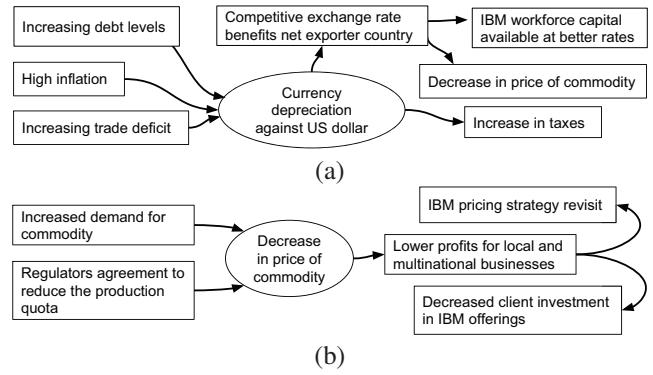 Increasing debt levels
Competitive exchange rate
benefits net exporter country
IBM workforce capital
available at better rates
High inflation
Decrease in price of commodity
Currency
depreciation
against US dollar
Increasing trade deficit
Increase in taxes
(a)
IBM pricing strategy revisit
Increased demand for
commodity
Decrease
in price of
commodity
Lower profits for local and
multinational businesses
Regulators agreement to
reduce the production
quota
Decreased client investment
in IBM offerings
(b)